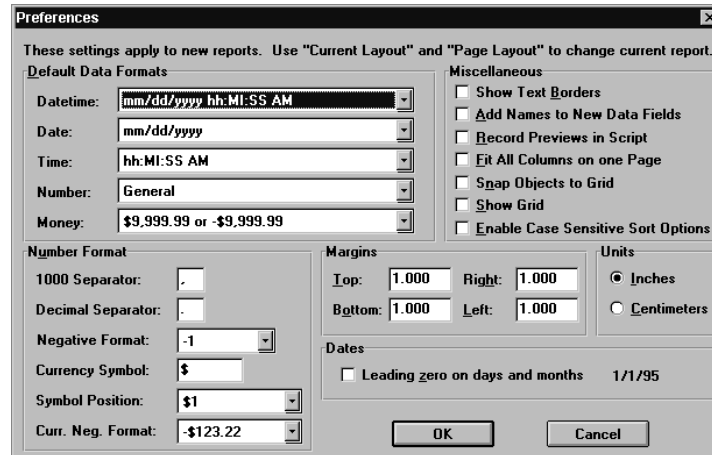 Preferences
These settings apply to new reports. Use "Current Layout" and "Page Layout" to change current report.
Default Data Formats
Datetime: mm/dd/yyyy hh:MI:SS AM
Date: mm/dd/yyyy
Time: hh:MI:SS AM
Number: General
Money: $9,999.99 or -$9,999.99
Miscellaneous
Show Text Borders
Add Names to New Data Fields
Record Previews in Script
Fit All Columns on one Page
Snap Objects to Grid
Show Grid
Enable Case Sensitive Sort Options
Number Format
1000 Separator: ,
Decimal Separator: .
Negative Format: -1
Currency Symbol: $
Symbol Position: $1
Curr. Neg. Format: -$123.22
Margins
Top: 1.000 Right: 1.000
Bottom: 1.000 Left: 1.000
Units
Inches
Centimeters
Dates
Leading zero on days and months 1/1/95
OK Cancel